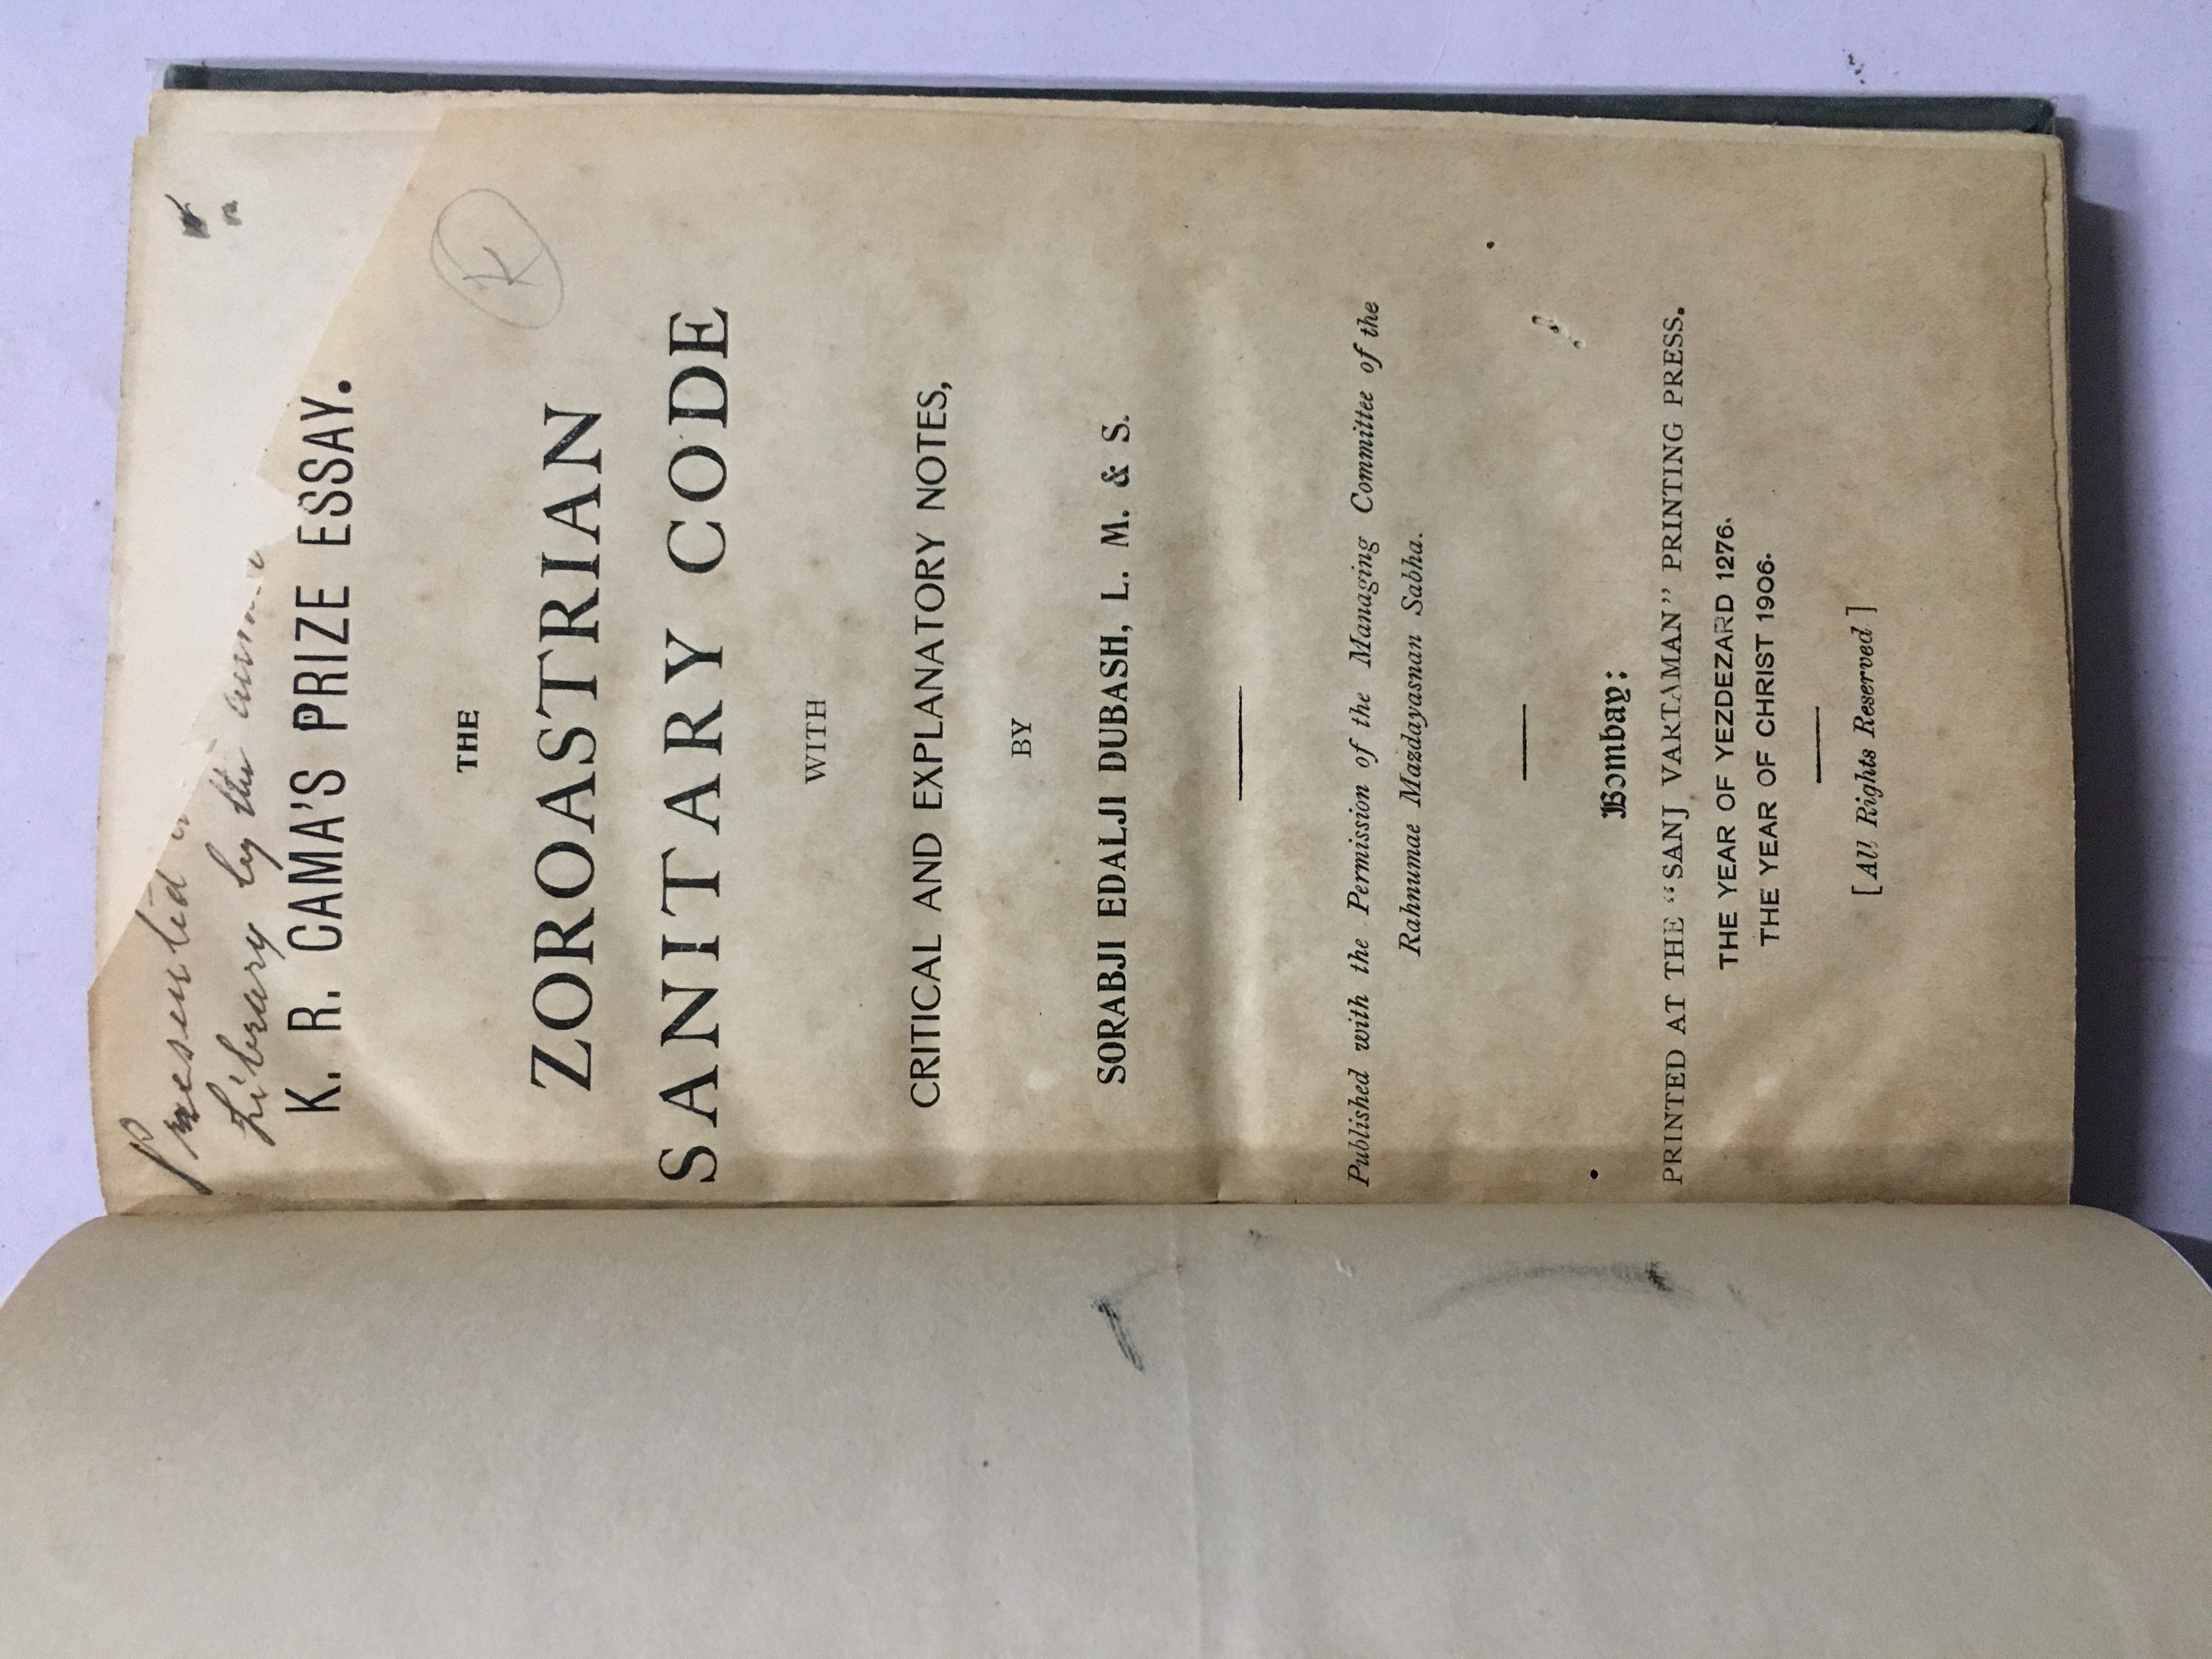 Presented
Library by the
K. R. CAMA'S PRIZE ESSAY.
K
THE
ZOROASTRIAN
SANITARY CODE
WITH
CRITICAL AND EXPLANATORY NOTES,
BY
SORABJI EDALJI DUBASH, L. M. & S.
Published with the Permission of the Managing Committee of the
Rahnumae Mazdayasnan Sabha.
Bombay:
PRINTED AT THE "SANJ VARTAMAN" PRINTING PRESS.
THE YEAR OF YEZDEZARD 1276.
THE YEAR OF CHRIST 1906.
[All Rights Reserved]